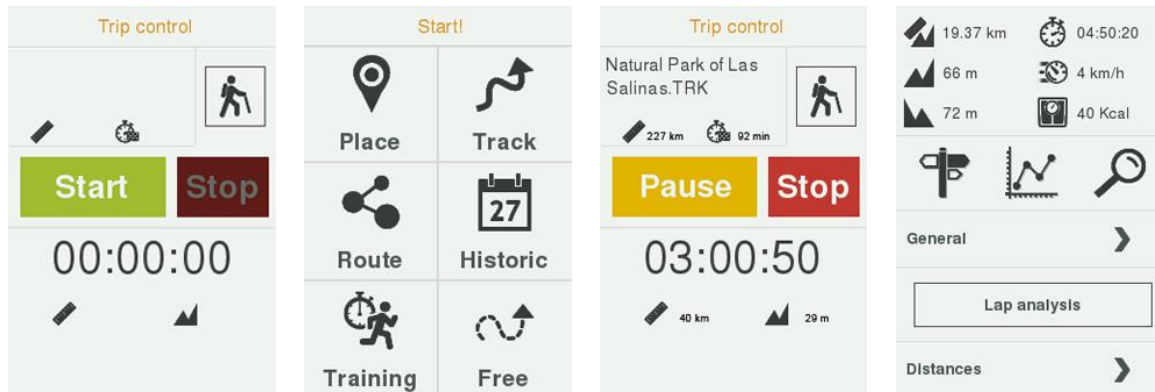 Trip control
Start
Stop
00:00:00
Start!
Place
Track
Route
27
Historic
Training
Free
Trip control
Natural Park of Las
Salinas.TRK
227 km
92 min
Pause
Stop
03:00:50
40 km
29 m
19.37 km
04:50:20
66 m
4 km/h
72 m
40 Kcal
General
Lap analysis
Distances